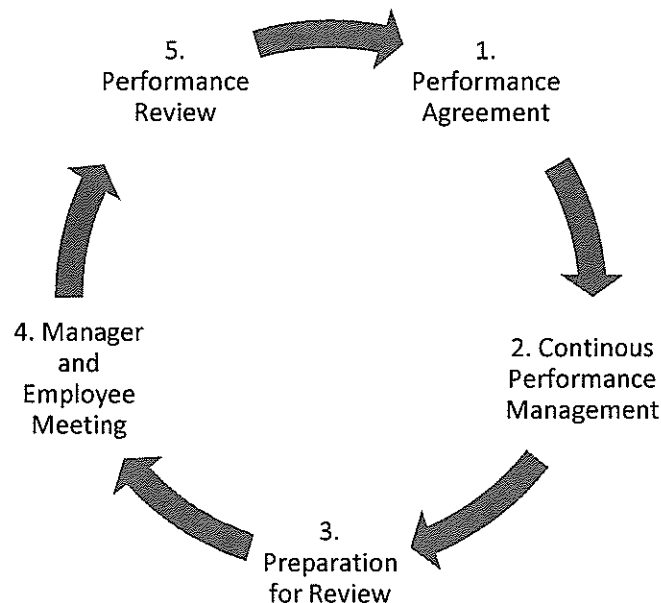 1.
Performance
Agreement
2. Continous
Performance
Management
3.
Preparation
for Review
4. Manager
and
Employee
Meeting
5.
Performance
Review